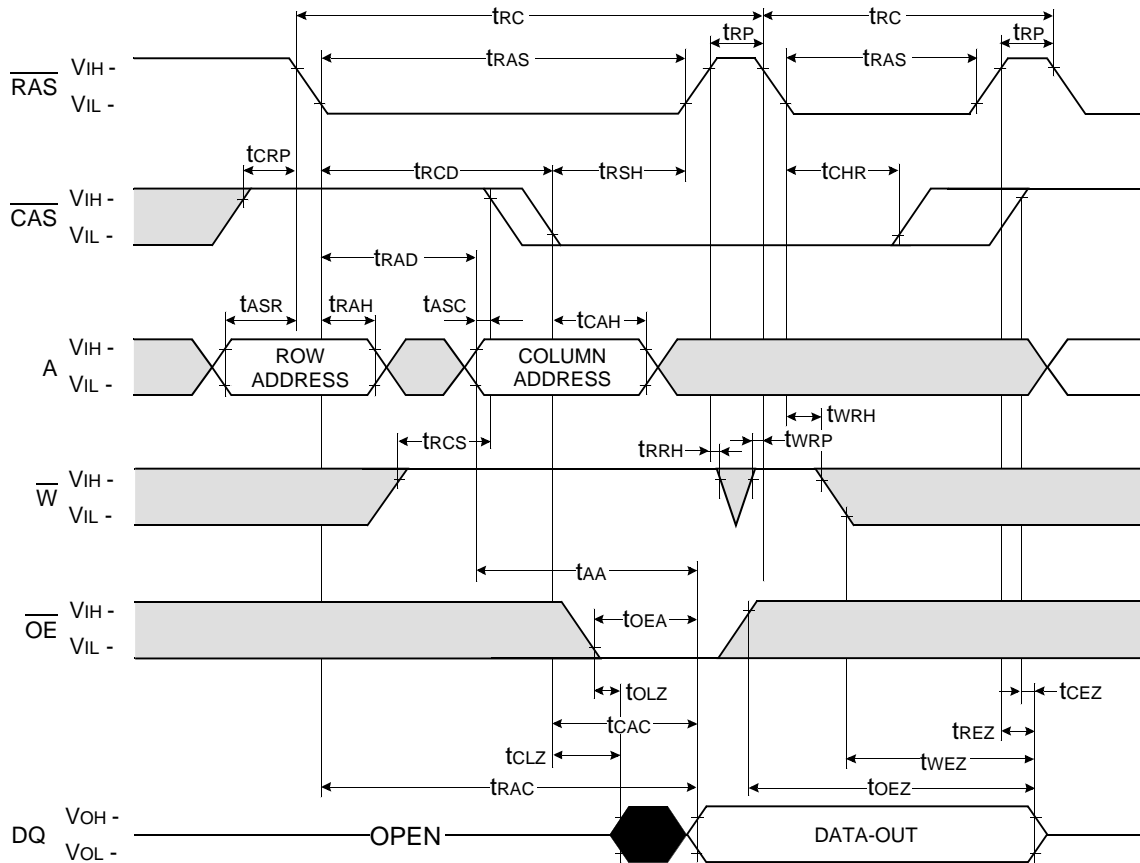 tRC tRC
tRP tRP
tRAS tRAS
RAS VIH -
VIL -
tCRP tRCD tRSH tCHR
CAS VIH -
VIL -
tRAD
tASR tRAH tASC tCAH
A VIH -
VIL -
ROW
ADDRESS
COLUMN
ADDRESS
tWRH
tRCS tRRH tWRP
W VIH -
VIL -
tAA
OE VIH -
VIL -
tOEA
tOLZ tCEZ
tCAC tREZ
tCLZ tWEZ
tRAC tOEZ
DQ VOH -
VOL -
OPEN DATA-OUT